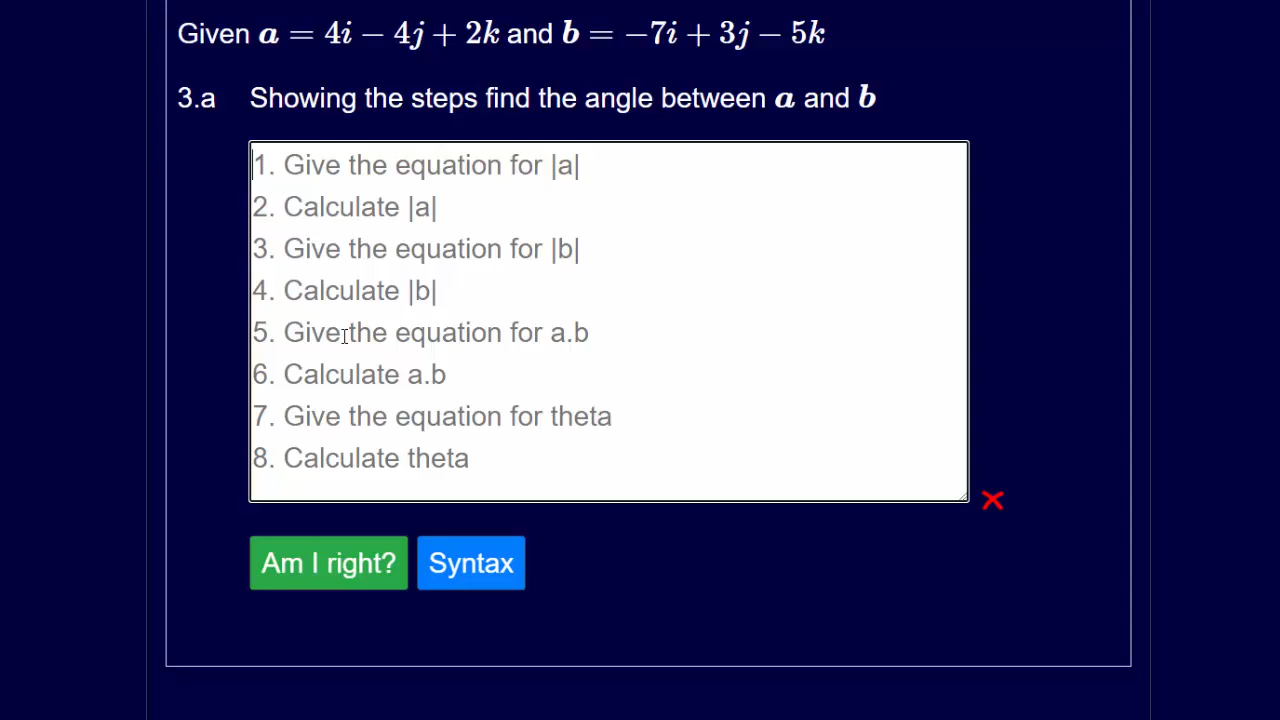 Given a = 4i − 4j + 2k and b = −7i + 3j − 5k
3.a Showing the steps find the angle between a and b
1. Give the equation for |a|
2. Calculate |a|
3. Give the equation for |b|
4. Calculate |b|
5. Give the equation for a.b
6. Calculate a.b
7. Give the equation for theta
8. Calculate theta
Am I right? Syntax